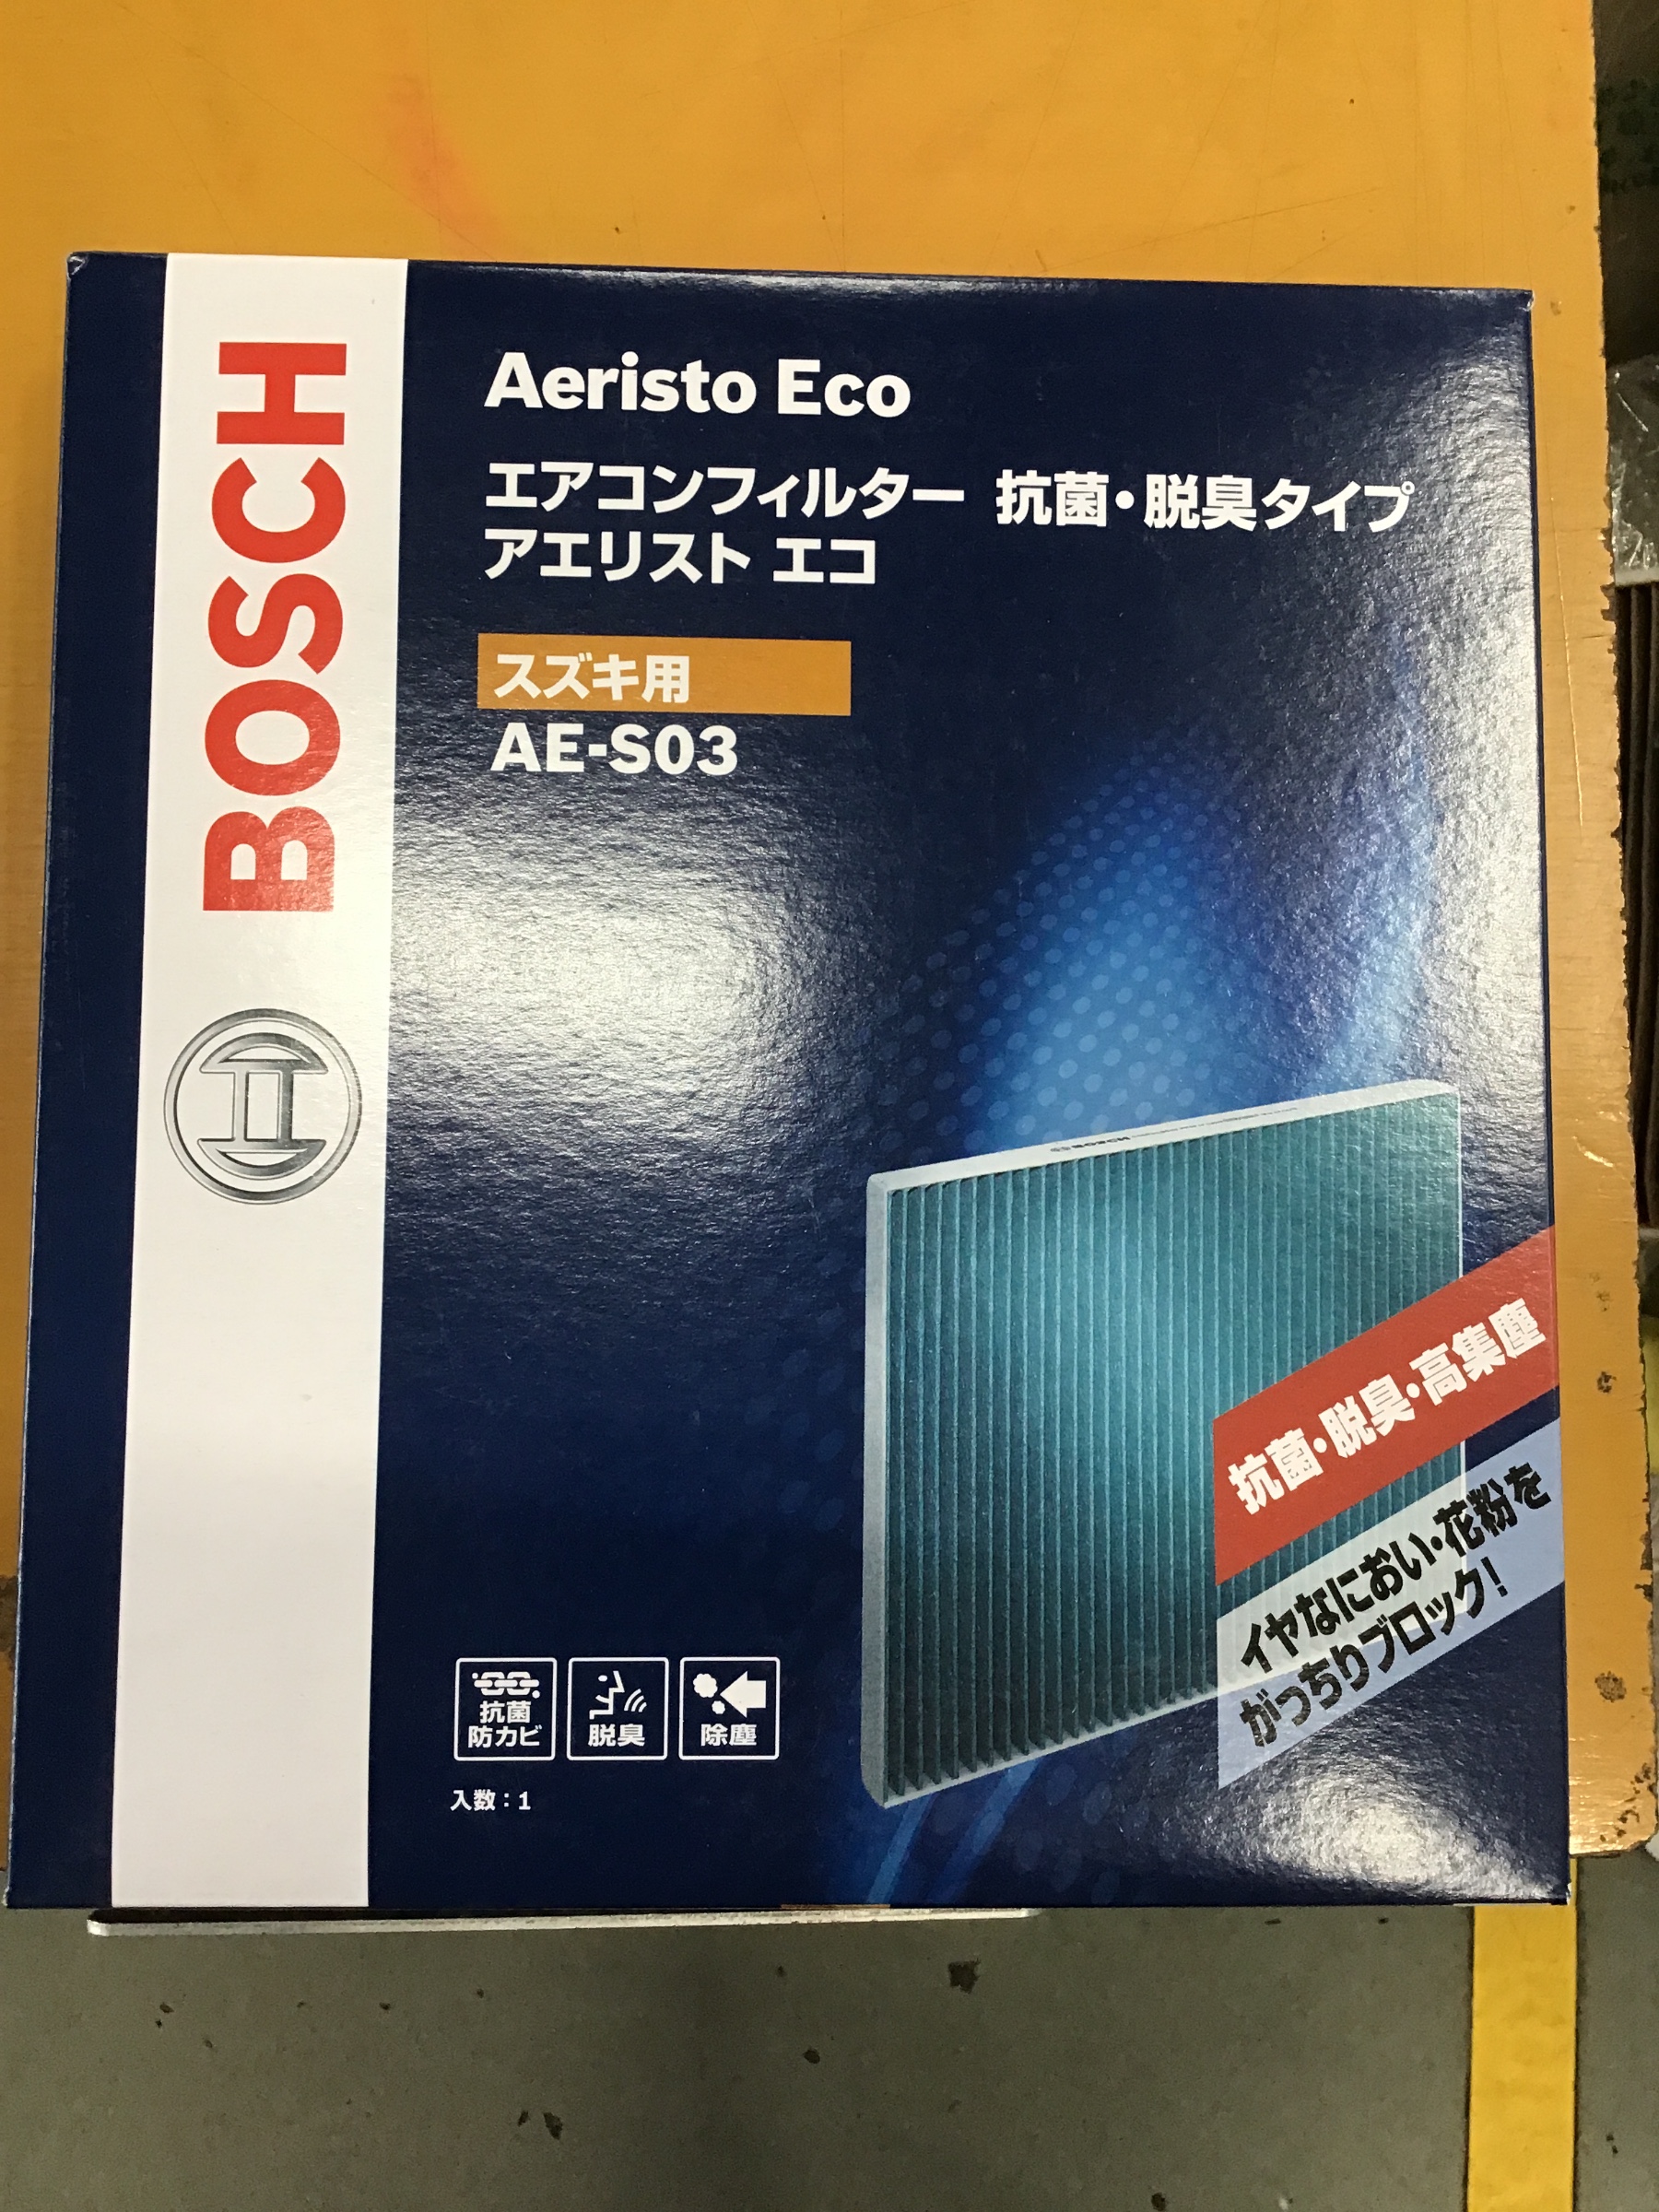 BOSCH
Aeristo Eco
エアコンフィルター 抗菌・脱臭タイプ
アエリスト エコ
スズキ用
AE-S03
BOSCH
抗菌・脱臭・高集塵
イヤなにおい・花粉を
がっちりブロック!
抗菌
防カビ
脱臭
除塵
入数：1